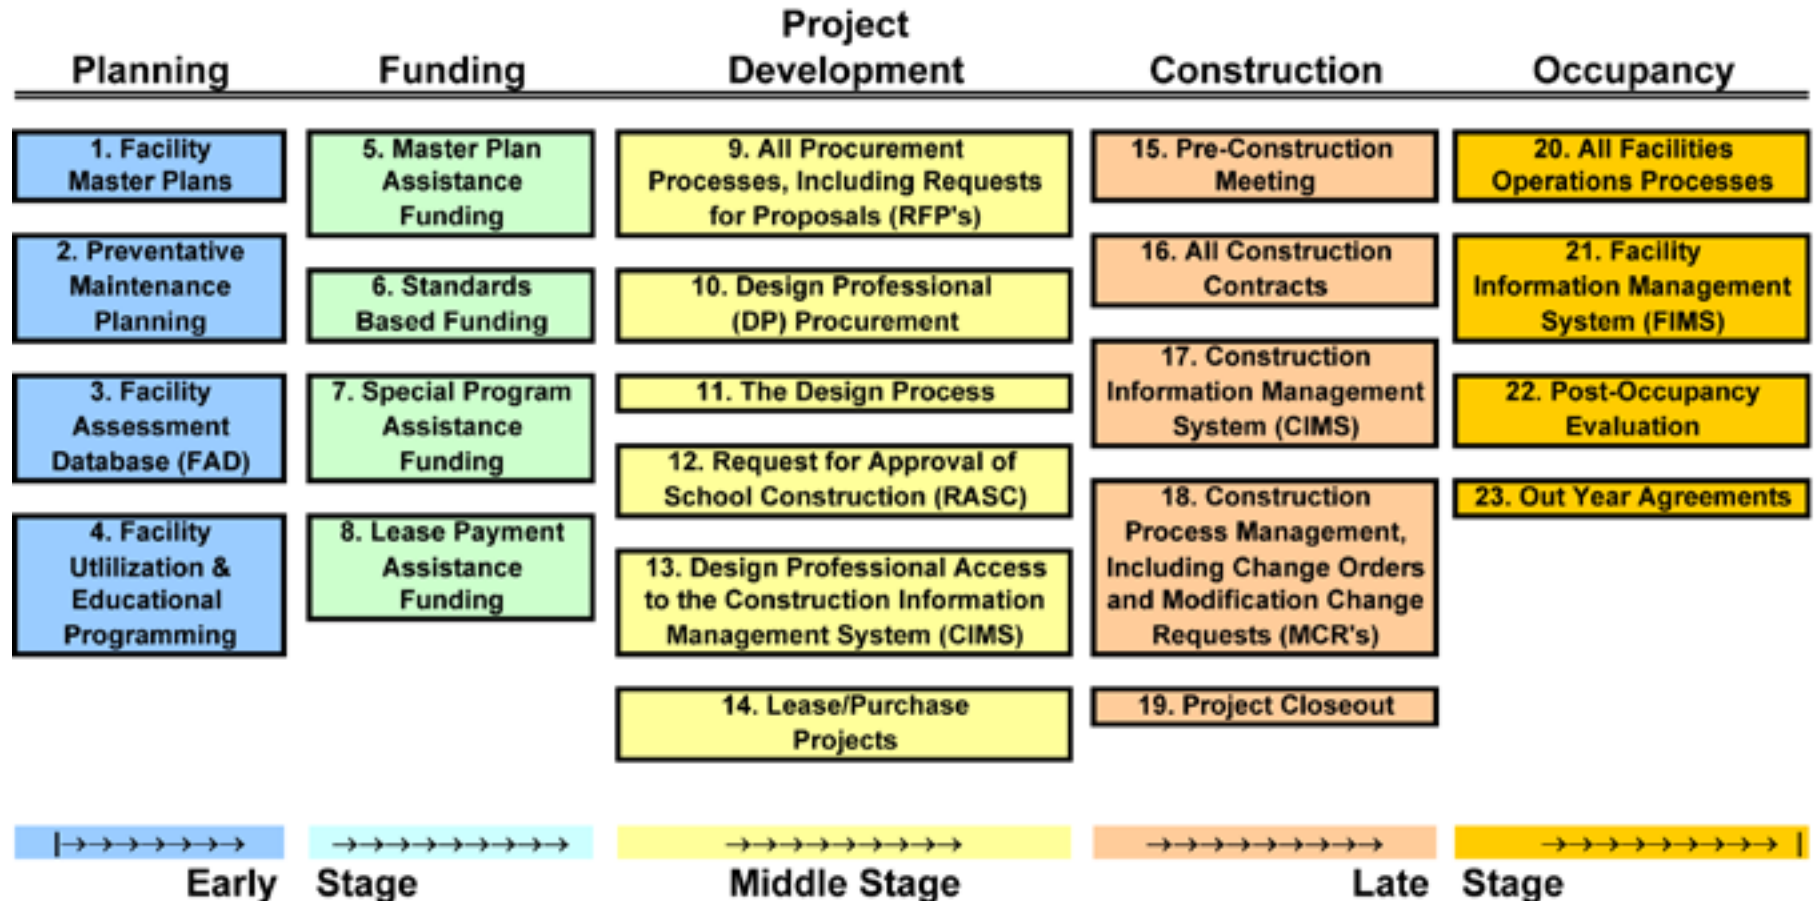 Planning
Funding
Project
Development
Construction
Occupancy
1. Facility
Master Plans
2. Preventative
Maintenance
Planning
3. Facility
Assessment
Database (FAD)
4. Facility
Utlilization &
Educational
Programming
5. Master Plan
Assistance
Funding
6. Standards
Based Funding
7. Special Program
Assistance
Funding
8. Lease Payment
Assistance
Funding
9. All Procurement
Processes, Including Requests
for Proposals (RFP's)
10. Design Professional
(DP) Procurement
11. The Design Process
12. Request for Approval of
School Construction (RASC)
13. Design Professional Access
to the Construction Information
Management System (CIMS)
14. Lease/Purchase
Projects
15. Pre-Construction
Meeting
16. All Construction
Contracts
17. Construction
Information Management
System (CIMS)
18. Construction
Process Management,
Including Change Orders
and Modification Change
Requests (MCR's)
19. Project Closeout
20. All Facilities
Operations Processes
21. Facility
Information Management
System (FIMS)
22. Post-Occupancy
Evaluation
23. Out Year Agreements
Early Stage
Middle Stage
Late Stage